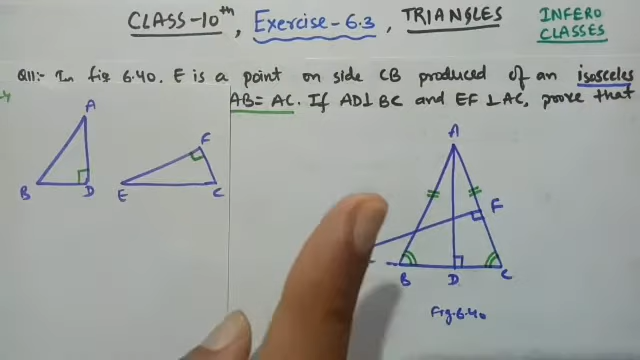 CLASS-10th, Exercise-6.3, TRIANGLES
INFERO
CLASSES
Q11:- In fig 6.40. E is a point on side CB produced of an isosceles
AB=AC. If AD⊥BC and EF⊥AC, prove that
A
B
D
F
E
C
A
F
B
D
C
Fig.6.40